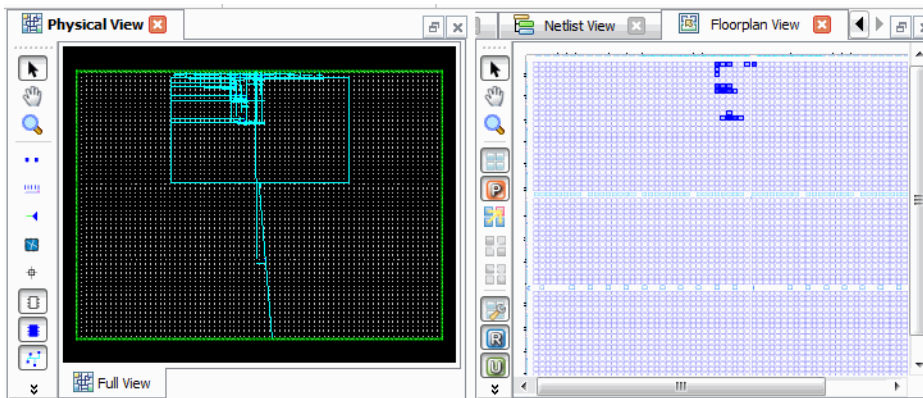 Physical View
Netlist View
Floorplan View
P
R
U
Full View